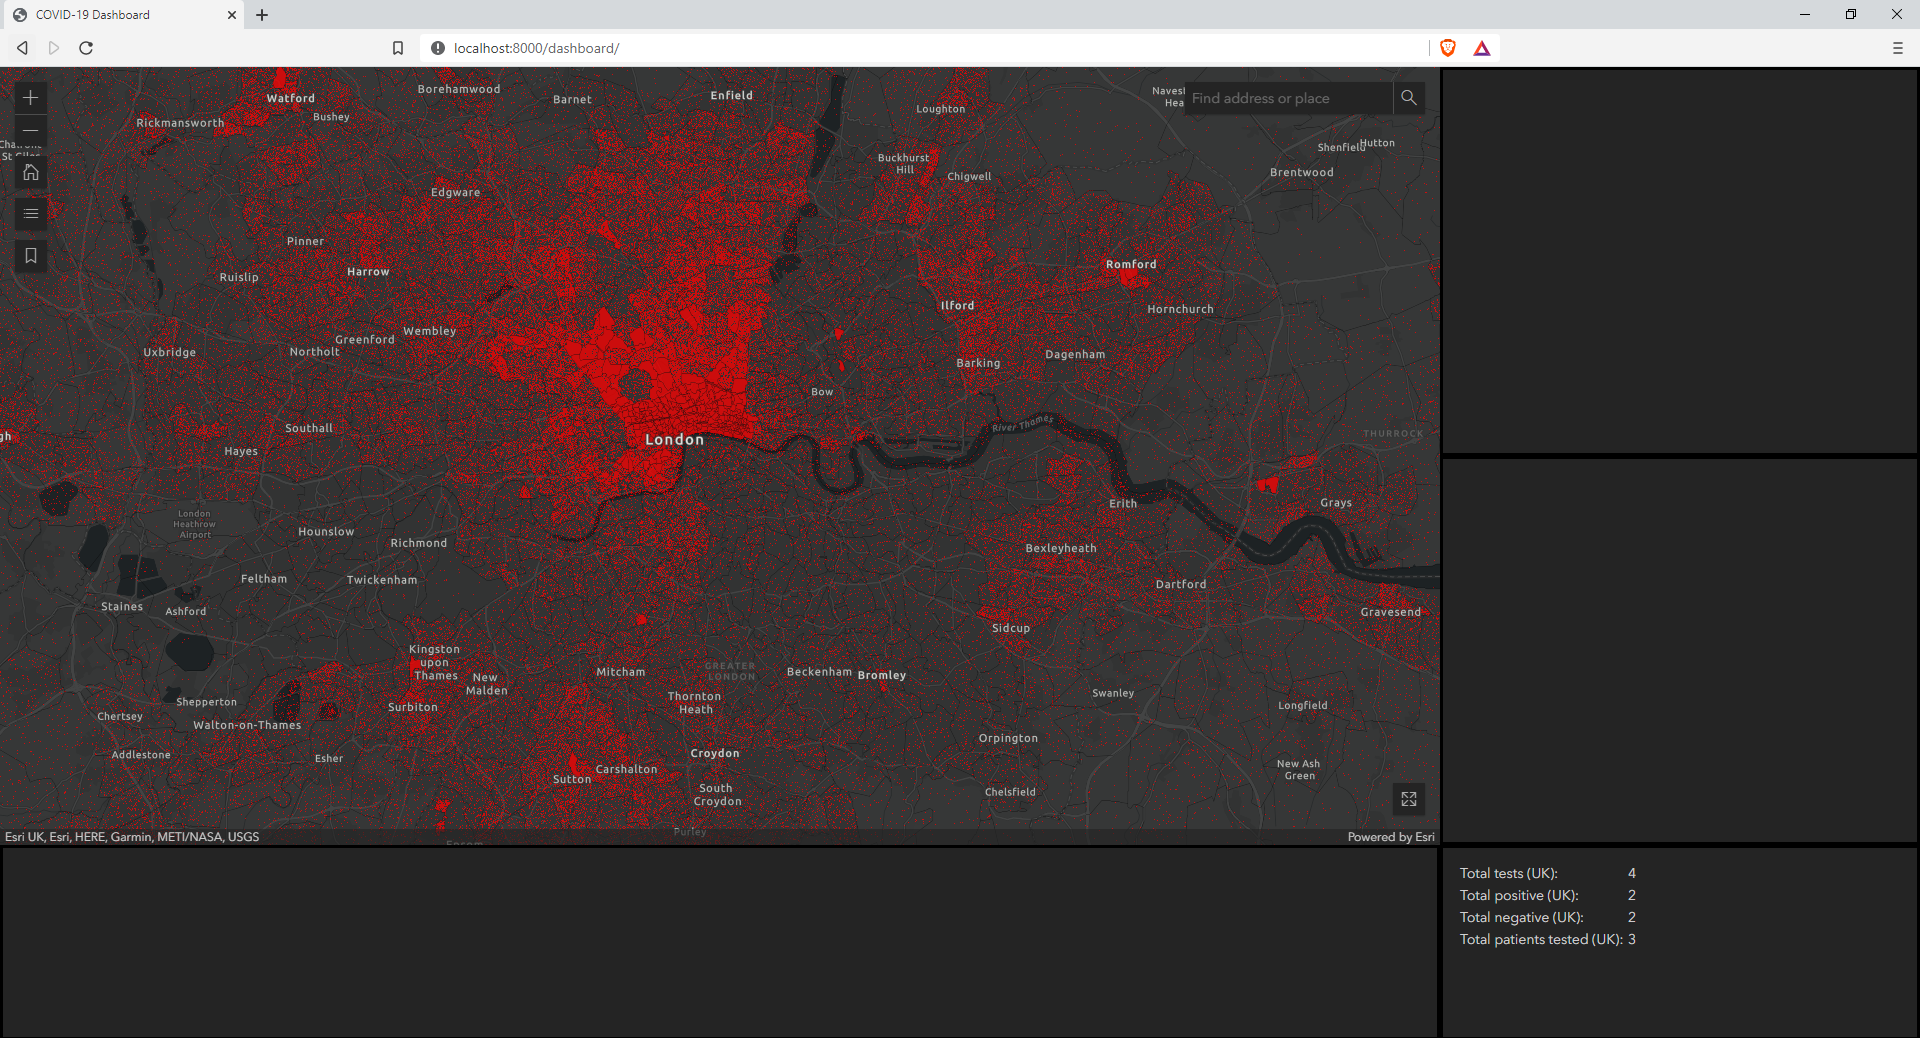 COVID-19 Dashboard
localhost:8000/dashboard/
Find address or place
Watford
Borehamwood
Barnet
Enfield
Loughton
Rickmansworth
Bushey
Shenfield
Hutton
Buckhurst
Hill
Chigwell
Brentwood
Edgware
Pinner
Harrow
Ruislip
Romford
Ilford
Hornchurch
Wembley
Greenford
Northolt
Uxbridge
Dagenham
Barking
Bow
River Thames
Southall
London
THURROCK
Hayes
London
Heathrow
Airport
Erith
Grays
Hounslow
Richmond
Bexleyheath
Feltham
Twickenham
Dartford
Staines
Ashford
Gravesend
Sidcup
Kingston
upon
Thames
New
Malden
Mitcham
GREATER
LONDON
Beckenham
Bromley
Swanley
Shepperton
Surbiton
Thornton
Heath
Longfield
Chertsey
Walton-on-Thames
Addlestone
Esher
Croydon
Orpington
Sutton
Carshalton
New Ash
Green
South
Croydon
Chelsfield
Purley
Esri UK, Esri, HERE, Garmin, METI/NASA, USGS
Powered by Esri
Total tests (UK): 4
Total positive (UK): 2
Total negative (UK): 2
Total patients tested (UK): 3